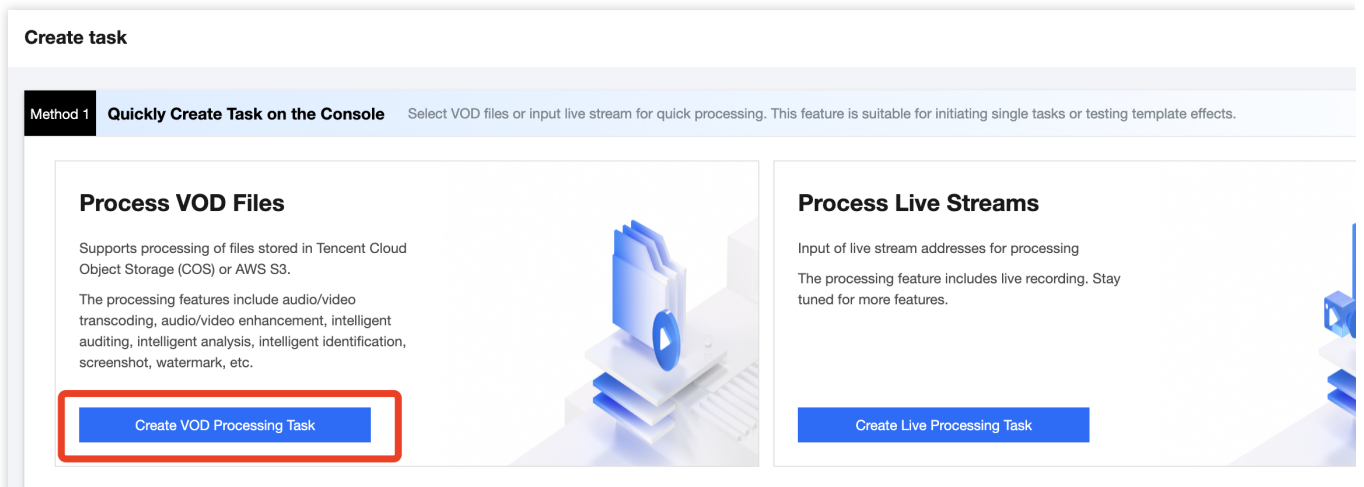 Create task
Method 1 Quickly Create Task on the Console Select VOD files or input live stream for quick processing. This feature is suitable for initiating single tasks or testing template effects.
Process VOD Files
Supports processing of files stored in Tencent Cloud
Object Storage (COS) or AWS S3.
The processing features include audio/video
transcoding, audio/video enhancement, intelligent
auditing, intelligent analysis, intelligent identification,
screenshot, watermark, etc.
Create VOD Processing Task
Process Live Streams
Input of live stream addresses for processing
The processing feature includes live recording. Stay
tuned for more features.
Create Live Processing Task